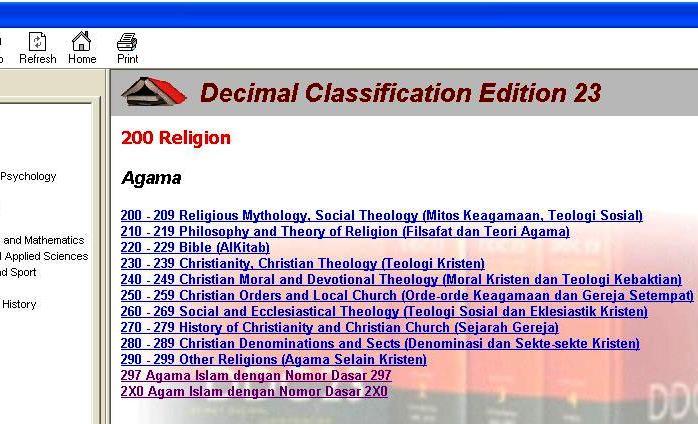 Refresh Home Print
Decimal Classification Edition 23
200 Religion
Agama
Psychology
and Mathematics
Applied Sciences
and Sport
History
200 - 209 Religious Mythology, Social Theology (Mitos Keagamaan, Teologi Sosial)
210 - 219 Philosophy and Theory of Religion (Filsafat dan Teori Agama)
220 - 229 Bible (AlKitab)
230 - 239 Christianity, Christian Theology (Teologi Kristen)
240 - 249 Christian Moral and Devotional Theology (Moral Kristen dan Teologi Kebaktian)
250 - 259 Christian Orders and Local Church (Orde-orde Keagamaan dan Gereja Setempat)
260 - 269 Social and Ecclesiastical Theology (Teologi Sosial dan Eklesiastik Kristen)
270 - 279 History of Christianity and Christian Church (Sejarah Gereja)
280 - 289 Christian Denominations and Sects (Denominasi dan Sekte-sekte Kristen)
290 - 299 Other Religions (Agama Selain Kristen)
297 Agama Islam dengan Nomor Dasar 297
2X0 Agam Islam dengan Nomor Dasar 2X0